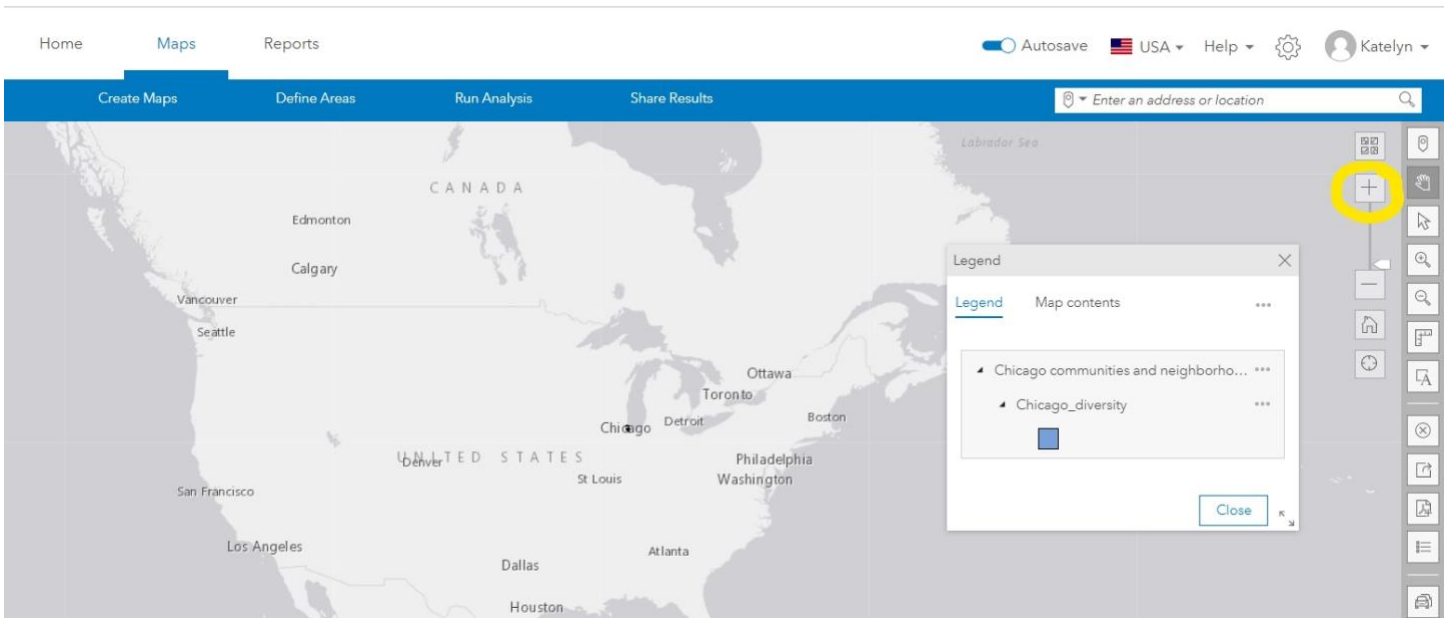 Home Maps Reports Autosave USA Help Katelyn
Create Maps Define Areas Run Analysis Share Results Enter an address or location
Labrador Sea
CANADA
Edmonton
Calgary
Vancouver
Seattle
Legend
Legend Map contents
Chicago communities and neighborho...
Chicago_diversity
Close
Ottawa
Toronto
Chicago Detroit Boston
UNITED STATES
Denver
Philadelphia
St Louis Washington
San Francisco
Los Angeles
Atlanta
Dallas
Houston
A